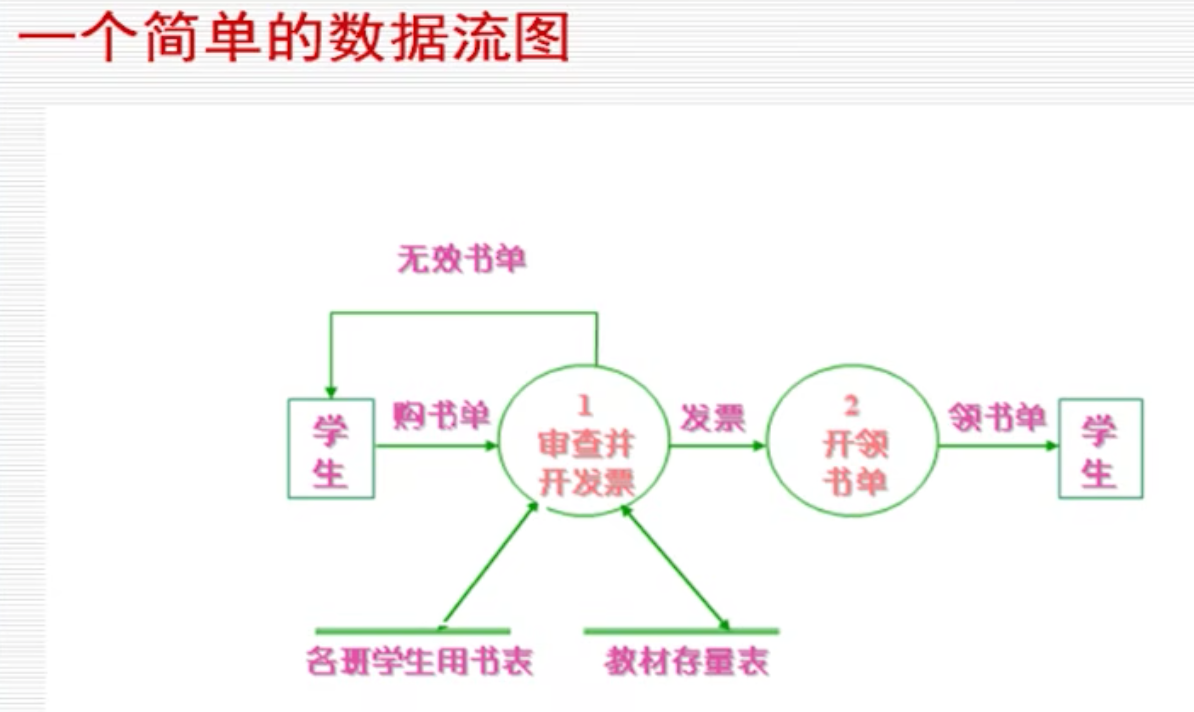 一个简单的数据流图
无效书单
学
生
购书单
1
审查并
开发票
发票
2
开领
书单
领书单
学
生
各班学生用书表
教材存量表